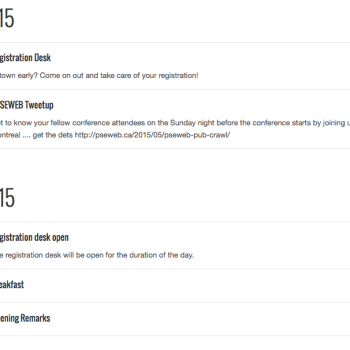 15
gistration Desk
town early? Come on out and take care of your registration!
SEWEB Tweetup
t to know your fellow conference attendees on the Sunday night before the conference starts by joining u
ontreal .... get the dets http://pseweb.ca/2015/05/pseweb-pub-crawl/
15
gistration desk open
e registration desk will be open for the duration of the day.
eakfast
ening Remarks